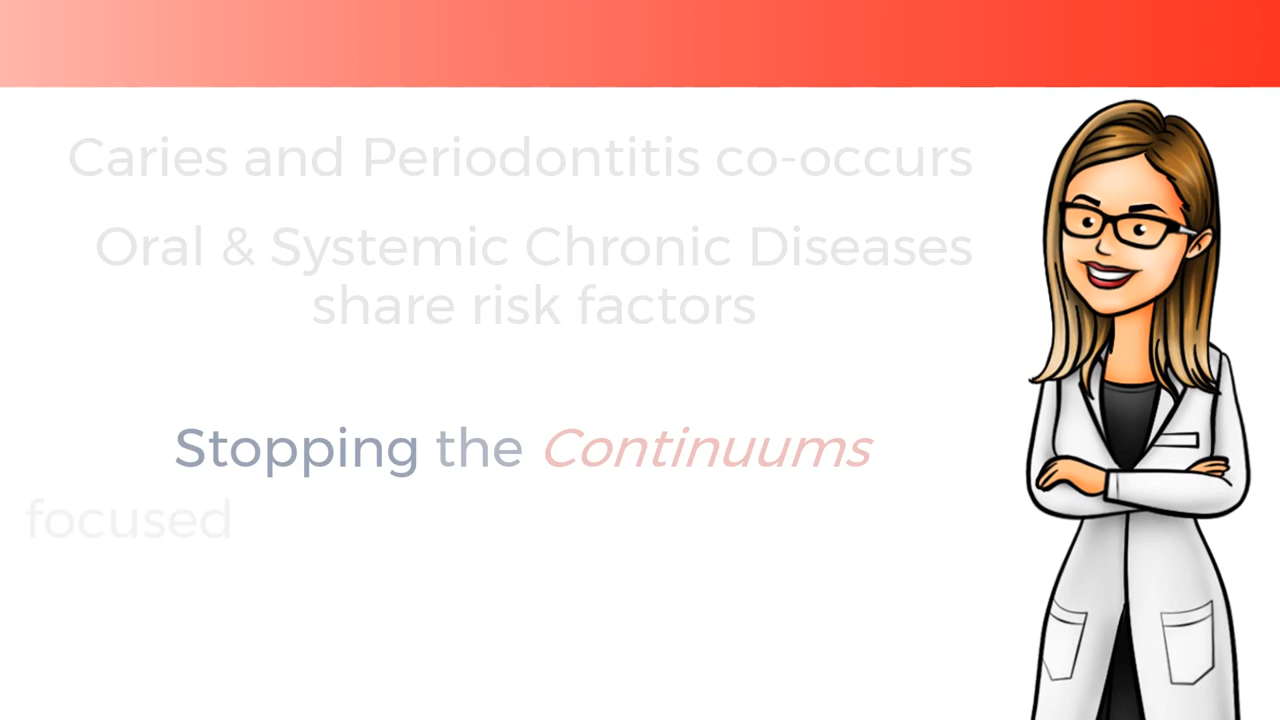 Caries and Periodontitis co-occurs
Oral & Systemic Chronic Diseases
share risk factors
Stopping the Continuums
focused